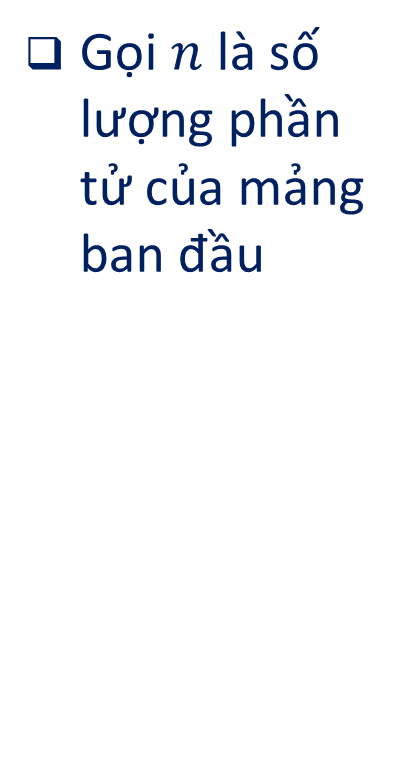 ❑ Gọi 𝑛 là số
lượng phần
tử của mảng
ban đầu